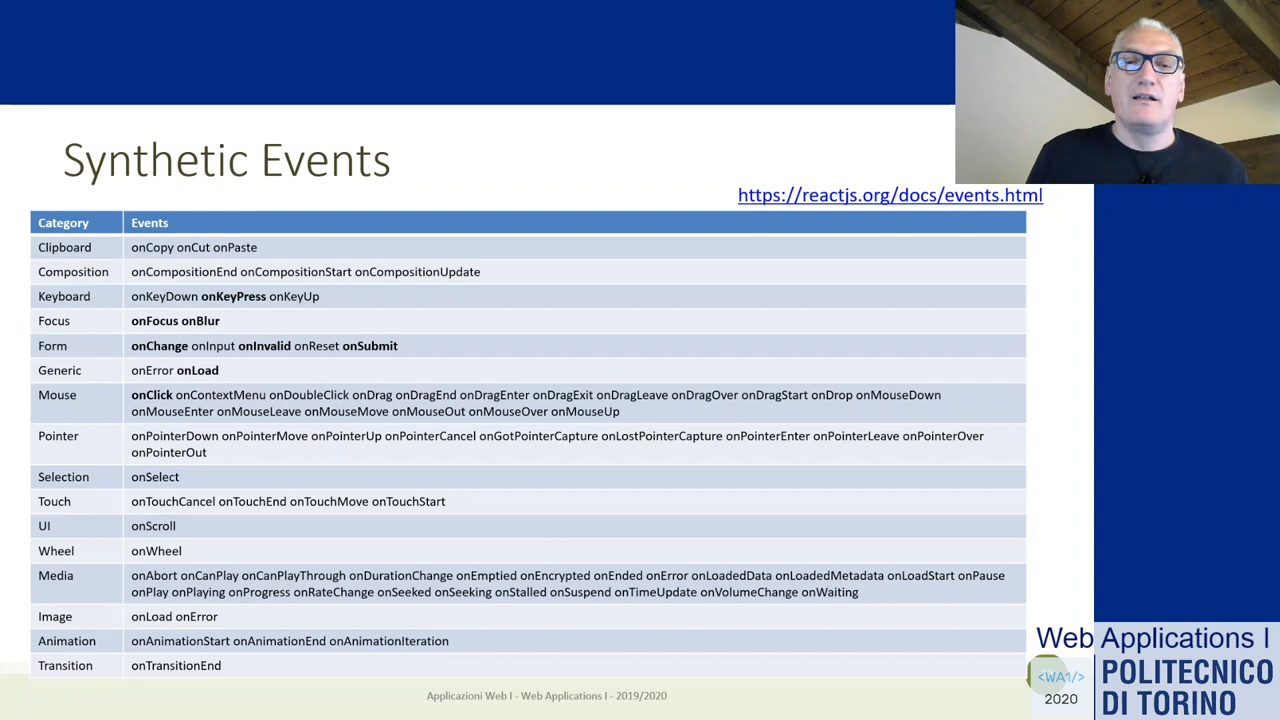 Synthetic Events
https://reactjs.org/docs/events.html
Category Events
Clipboard onCopy onCut onPaste
Composition onCompositionEnd onCompositionStart onCompositionUpdate
Keyboard onKeyDown onKeyPress onKeyUp
Focus onFocus onBlur
Form onChange onInput onInvalid onReset onSubmit
Generic onError onLoad
Mouse onClick onContextMenu onDoubleClick onDrag onDragEnd onDragEnter onDragExit onDragLeave onDragOver onDragStart onDrop onMouseDown
onMouseEnter onMouseLeave onMouseMove onMouseOut onMouseOver onMouseUp
Pointer onPointerDown onPointerMove onPointerUp onPointerCancel onGotPointerCapture onLostPointerCapture onPointerEnter onPointerLeave onPointerOver
onPointerOut
Selection onSelect
Touch onTouchCancel onTouchEnd onTouchMove onTouchStart
UI onScroll
Wheel onWheel
Media onAbort onCanPlay onCanPlayThrough onDurationChange onEmptied onEncrypted onEnded onError onLoadedData onLoadedMetadata onLoadStart onPause
onPlay onPlaying onProgress onRateChange onSeeked onSeeking onStalled onSuspend onTimeUpdate onVolumeChange onWaiting
Image onLoad onError
Animation onAnimationStart onAnimationEnd onAnimationIteration
Transition onTransitionEnd
Applicazioni Web I - Web Applications I - 2019/2020
Web Applications I
<WA1/>
2020
POLITECNICO
DI TORINO